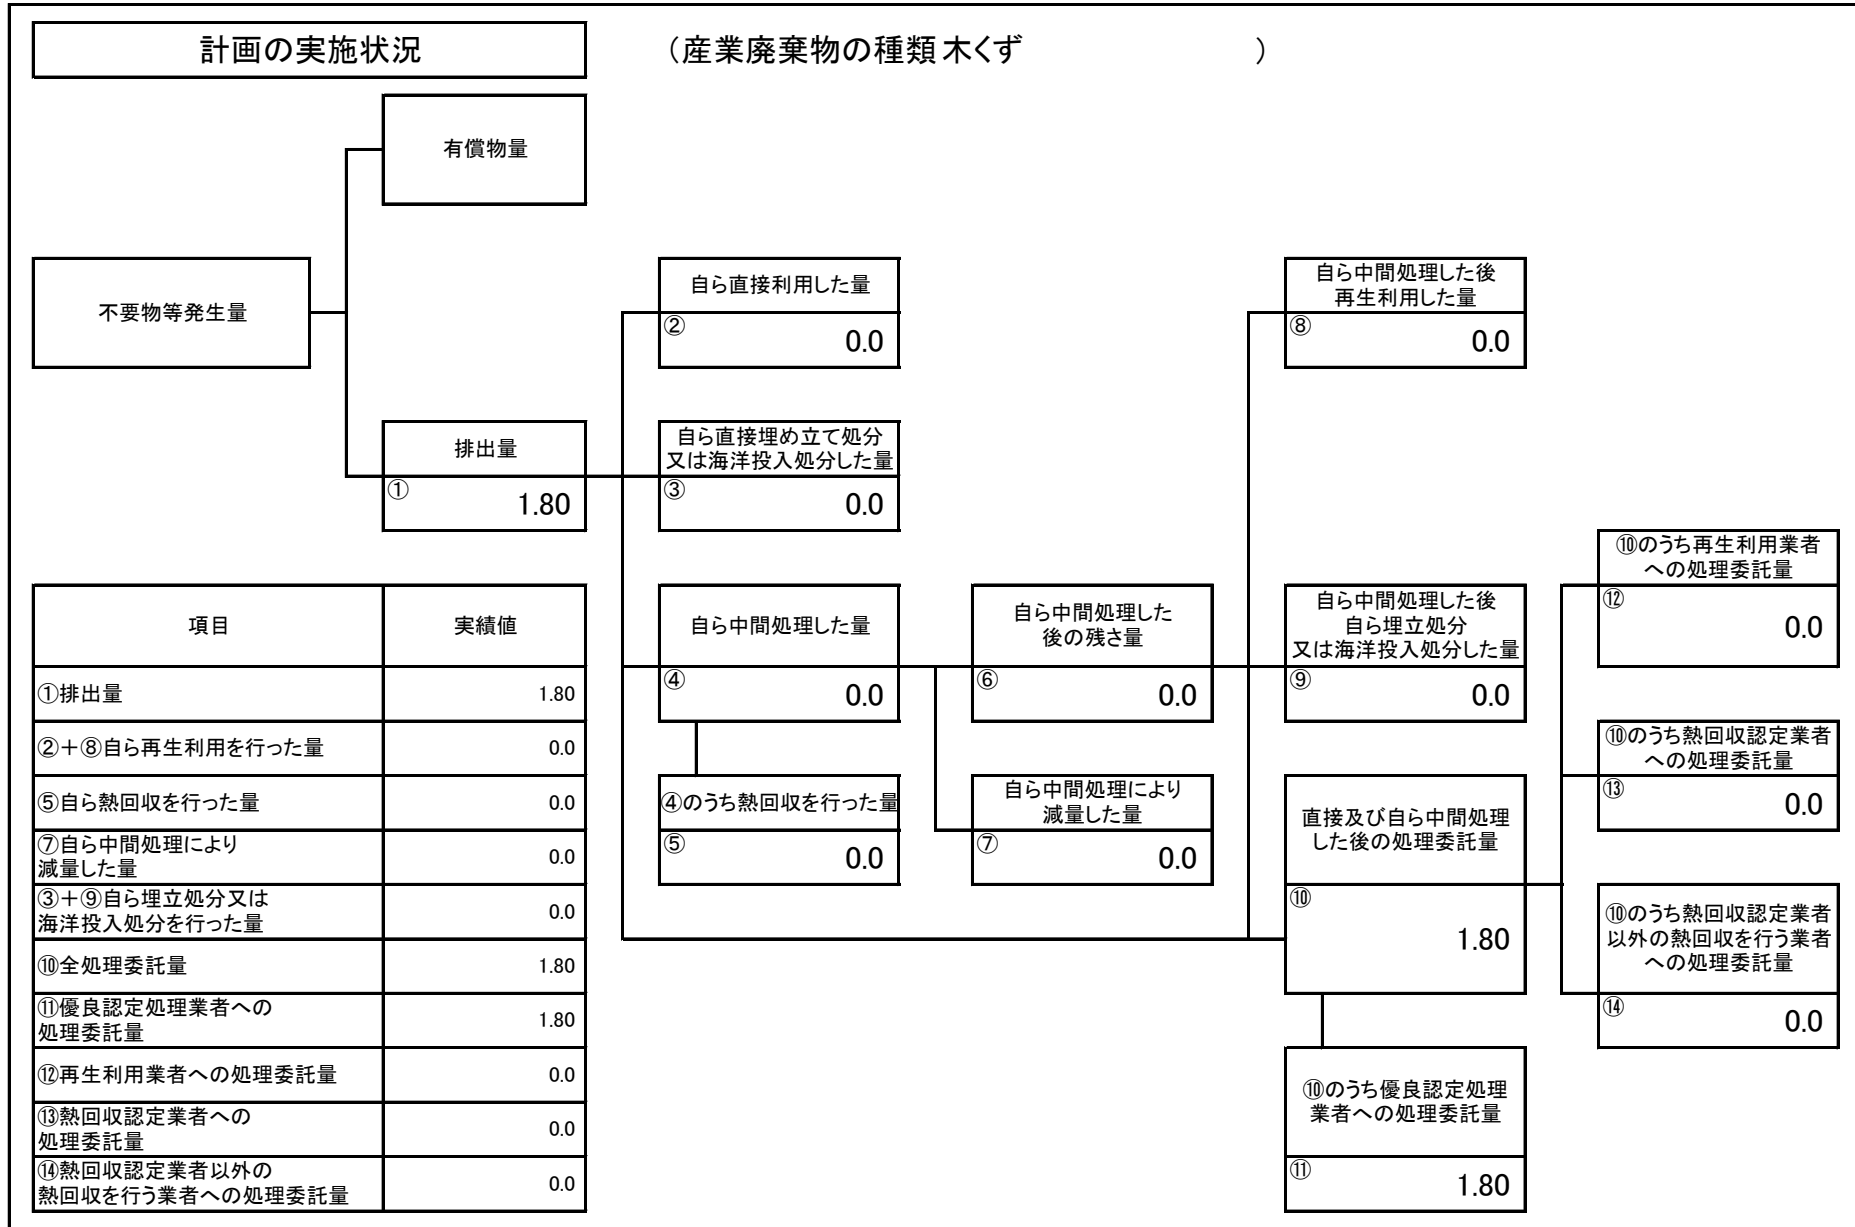 計画の実施状況
（産業廃棄物の種類 木くず ）
有償物量
不要物等発生量
排出量
①
1.80
自ら直接利用した量
②
0.0
自ら直接埋め立て処分
又は海洋投入処分した量
③
0.0
自ら中間処理した量
④
0.0
④のうち熱回収を行った量
⑤
0.0
自ら中間処理した
後の残さ量
⑥
0.0
自ら中間処理により
減量した量
⑦
0.0
自ら中間処理した後
再生利用した量
⑧
0.0
自ら中間処理した後
自ら埋立処分
又は海洋投入処分した量
⑨
0.0
直接及び自ら中間処理
した後の処理委託量
⑩
1.80
⑩のうち優良認定処理
業者への処理委託量
⑪
1.80
⑩のうち再生利用業者
への処理委託量
⑫
0.0
⑩のうち熱回収認定業者
への処理委託量
⑬
0.0
⑩のうち熱回収認定業者
以外の熱回収を行う業者
への処理委託量
⑭
0.0
項目 実績値
①排出量 1.80
②＋⑧自ら再生利用を行った量 0.0
⑤自ら熱回収を行った量 0.0
⑦自ら中間処理により
減量した量 0.0
③＋⑨自ら埋立処分又は
海洋投入処分を行った量 0.0
⑩全処理委託量 1.80
⑪優良認定処理業者への
処理委託量 1.80
⑫再生利用業者への処理委託量 0.0
⑬熱回収認定業者への
処理委託量 0.0
⑭熱回収認定業者以外の
熱回収を行う業者への処理委託量 0.0